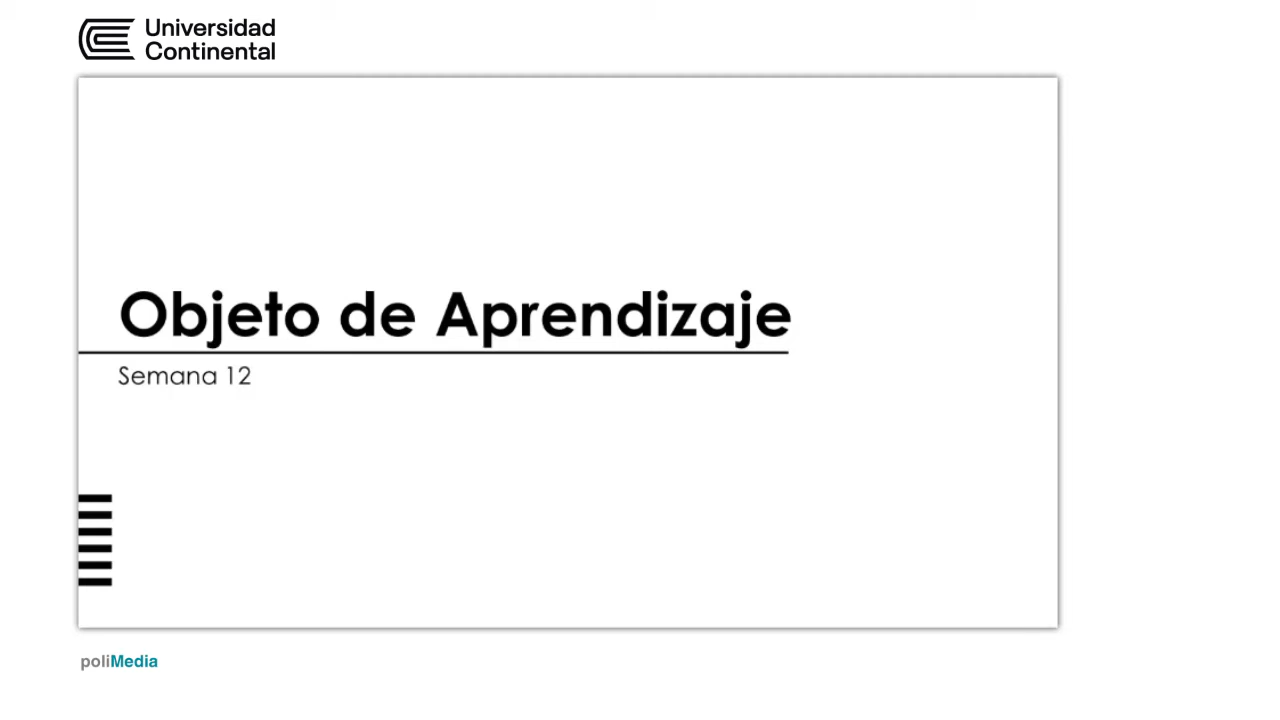 Universidad
Continental
Objeto de Aprendizaje
Semana 12
poliMedia